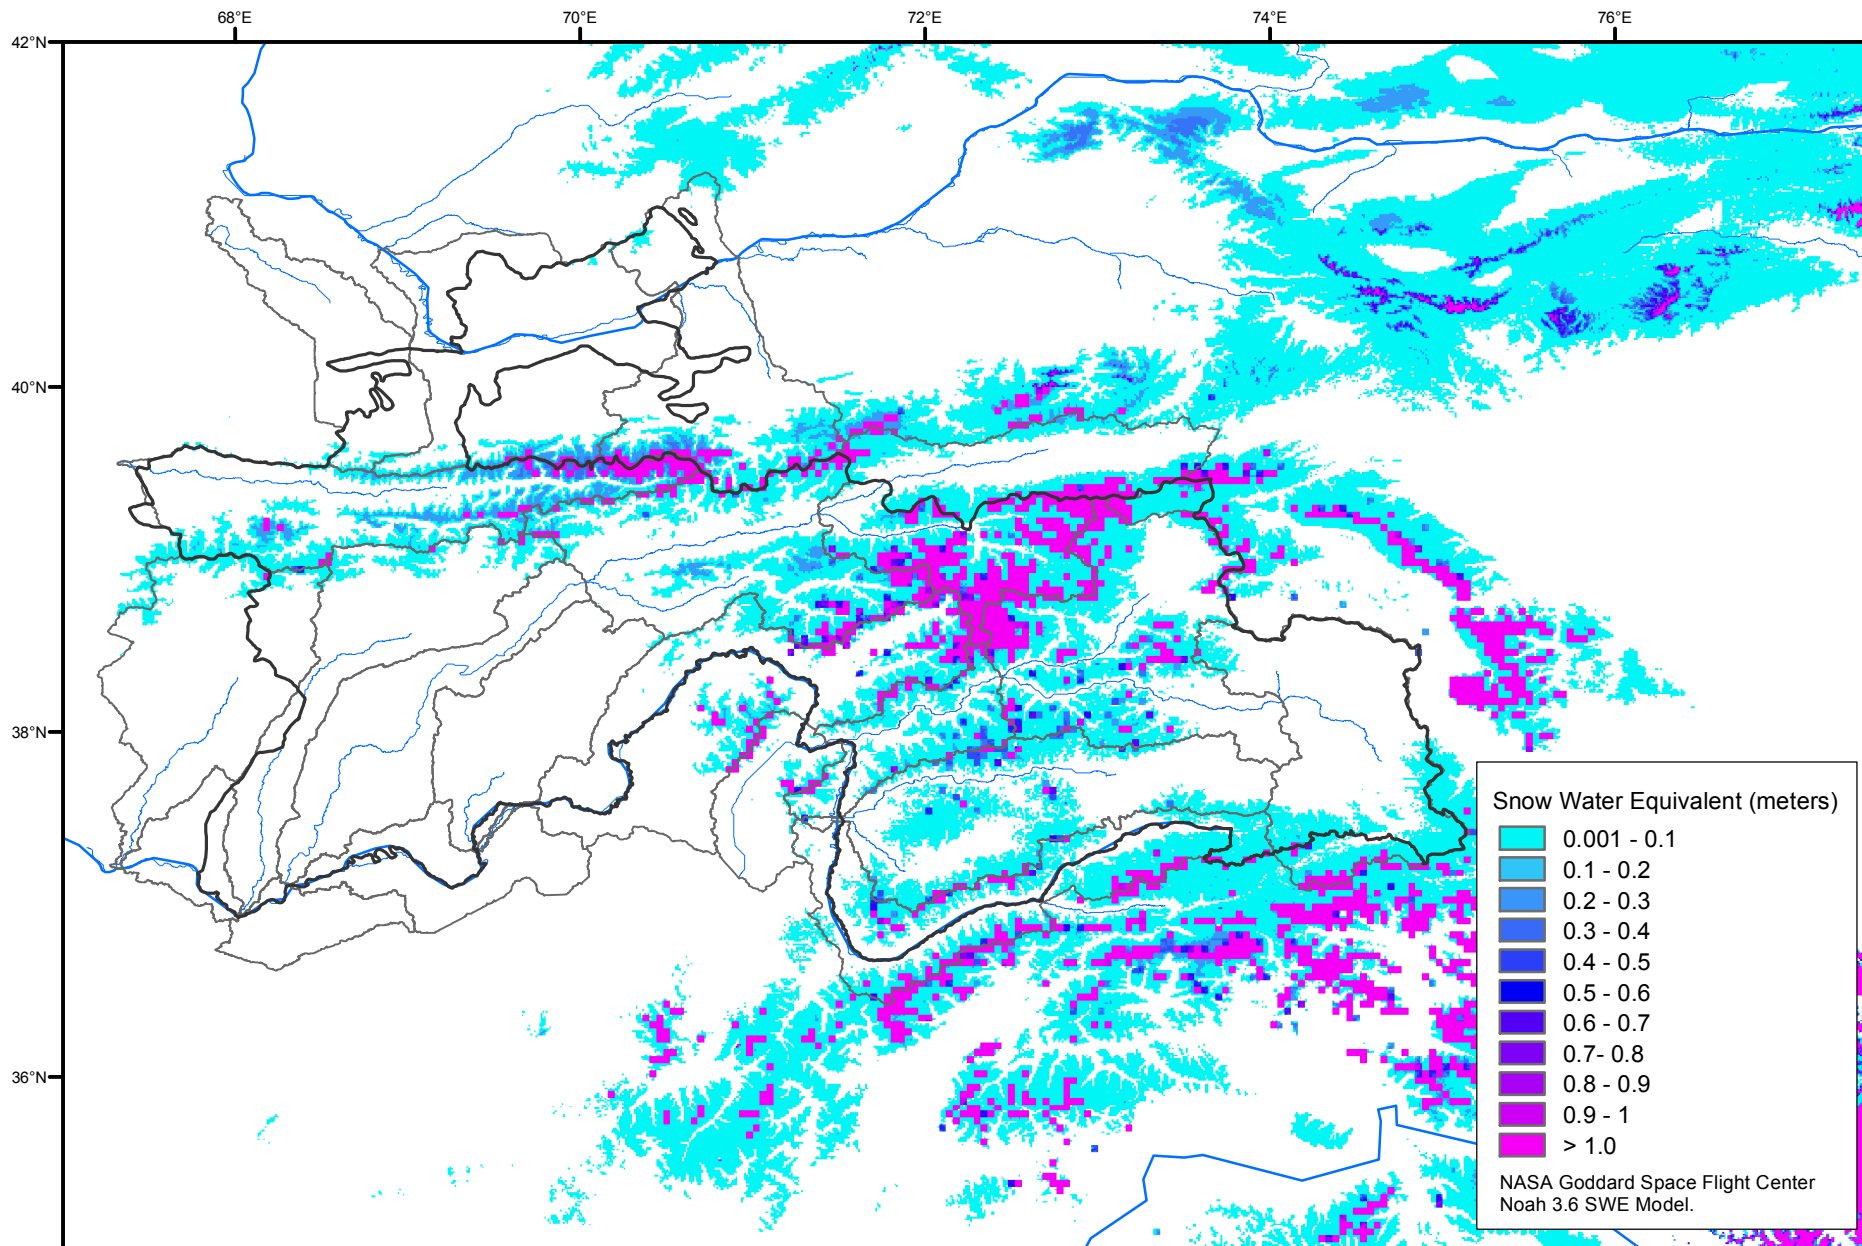 68°E
70°E
72°E
74°E
76°E
42°N
40°N
38°N
36°N
Snow Water Equivalent (meters)
0.001 - 0.1
0.1 - 0.2
0.2 - 0.3
0.3 - 0.4
0.4 - 0.5
0.5 - 0.6
0.6 - 0.7
0.7- 0.8
0.8 - 0.9
0.9 - 1
> 1.0
NASA Goddard Space Flight Center
Noah 3.6 SWE Model.